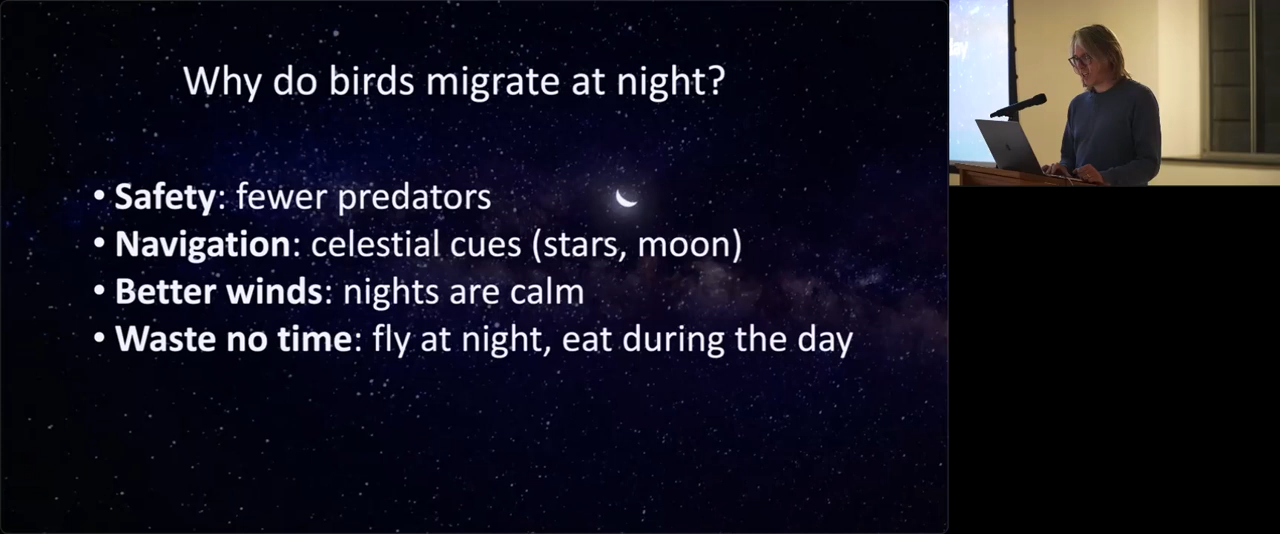 Why do birds migrate at night?
• Safety: fewer predators
• Navigation: celestial cues (stars, moon)
• Better winds: nights are calm
• Waste no time: fly at night, eat during the day